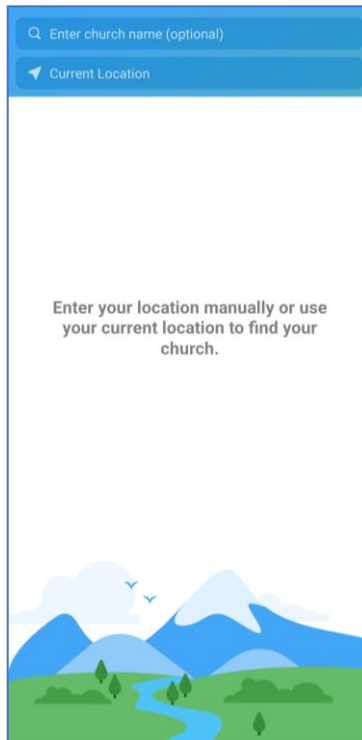 Enter church name (optional)
Current Location
Enter your location manually or use
your current location to find your
church.